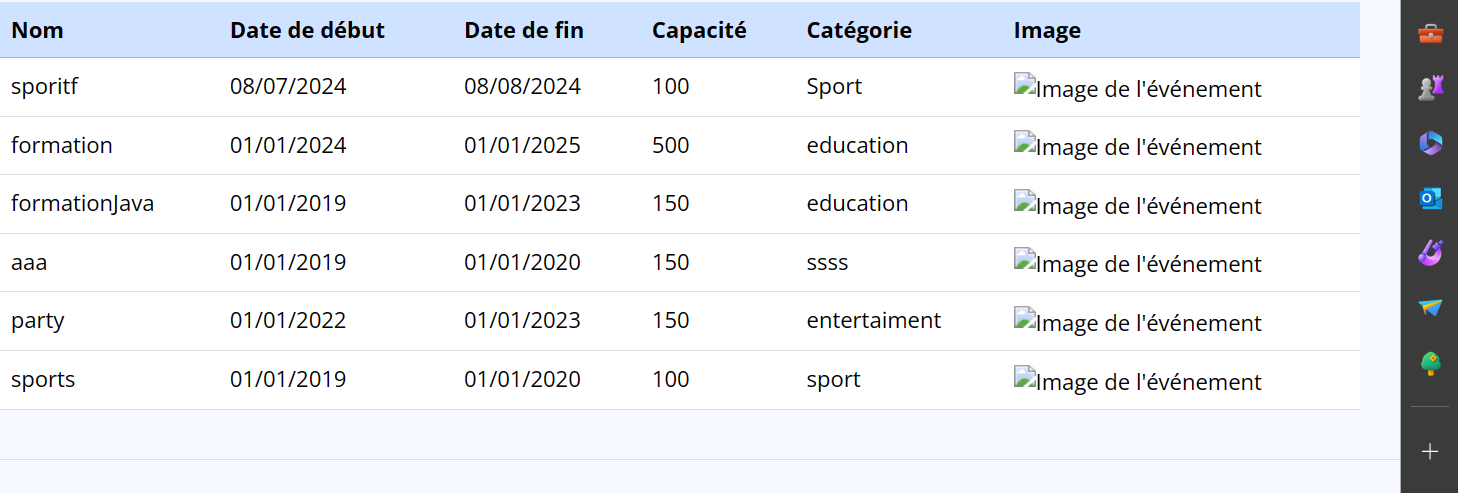 Nom Date de début Date de fin Capacité Catégorie Image
sporitf 08/07/2024 08/08/2024 100 Sport Image de l'événement
formation 01/01/2024 01/01/2025 500 education Image de l'événement
formationJava 01/01/2019 01/01/2023 150 education Image de l'événement
aaa 01/01/2019 01/01/2020 150 ssss Image de l'événement
party 01/01/2022 01/01/2023 150 entertaiment Image de l'événement
sports 01/01/2019 01/01/2020 100 sport Image de l'événement